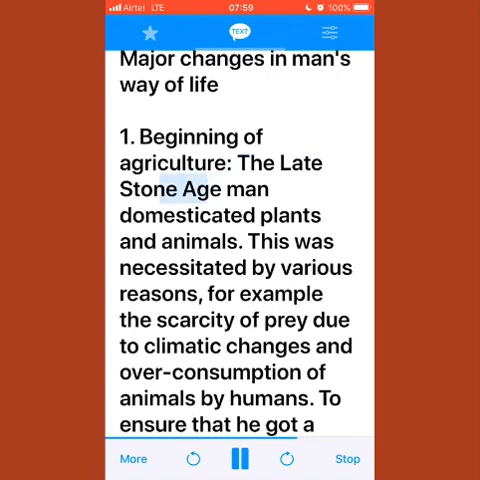 Airtel LTE 07:59 100%
TEXT
Major changes in man's
way of life
1. Beginning of
agriculture: The Late
Stone Age man
domesticated plants
and animals. This was
necessitated by various
reasons, for example
the scarcity of prey due
to climatic changes and
over-consumption of
animals by humans. To
ensure that he got a
More Stop